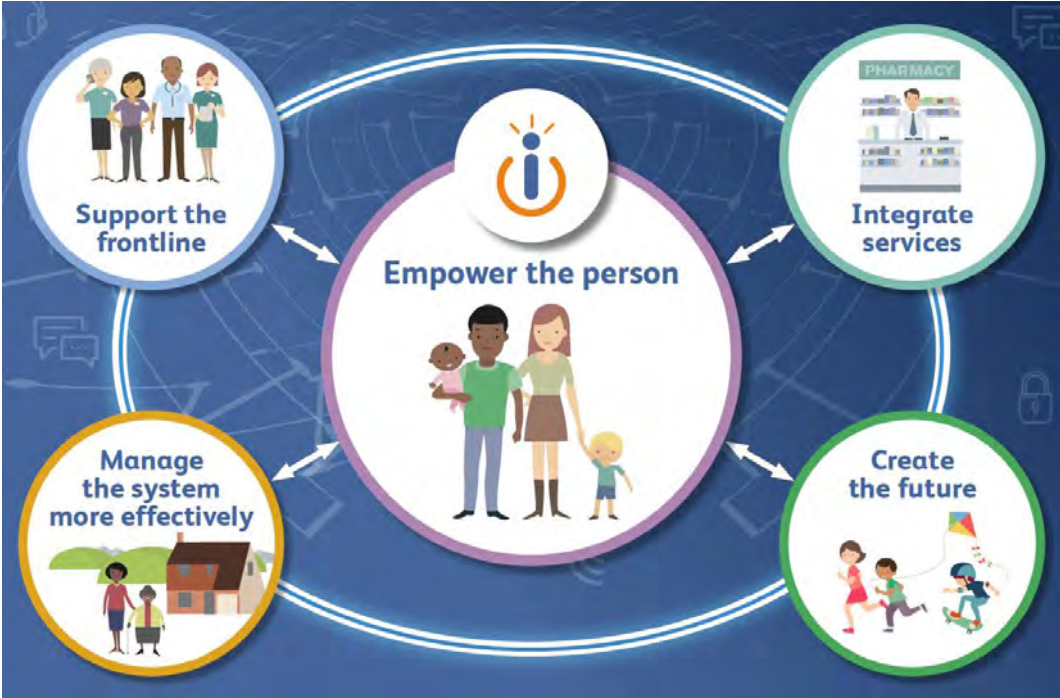 PHARMACY
Support the
frontline
Integrate
services
Empower the person
Manage
the system
more effectively
Create
the future